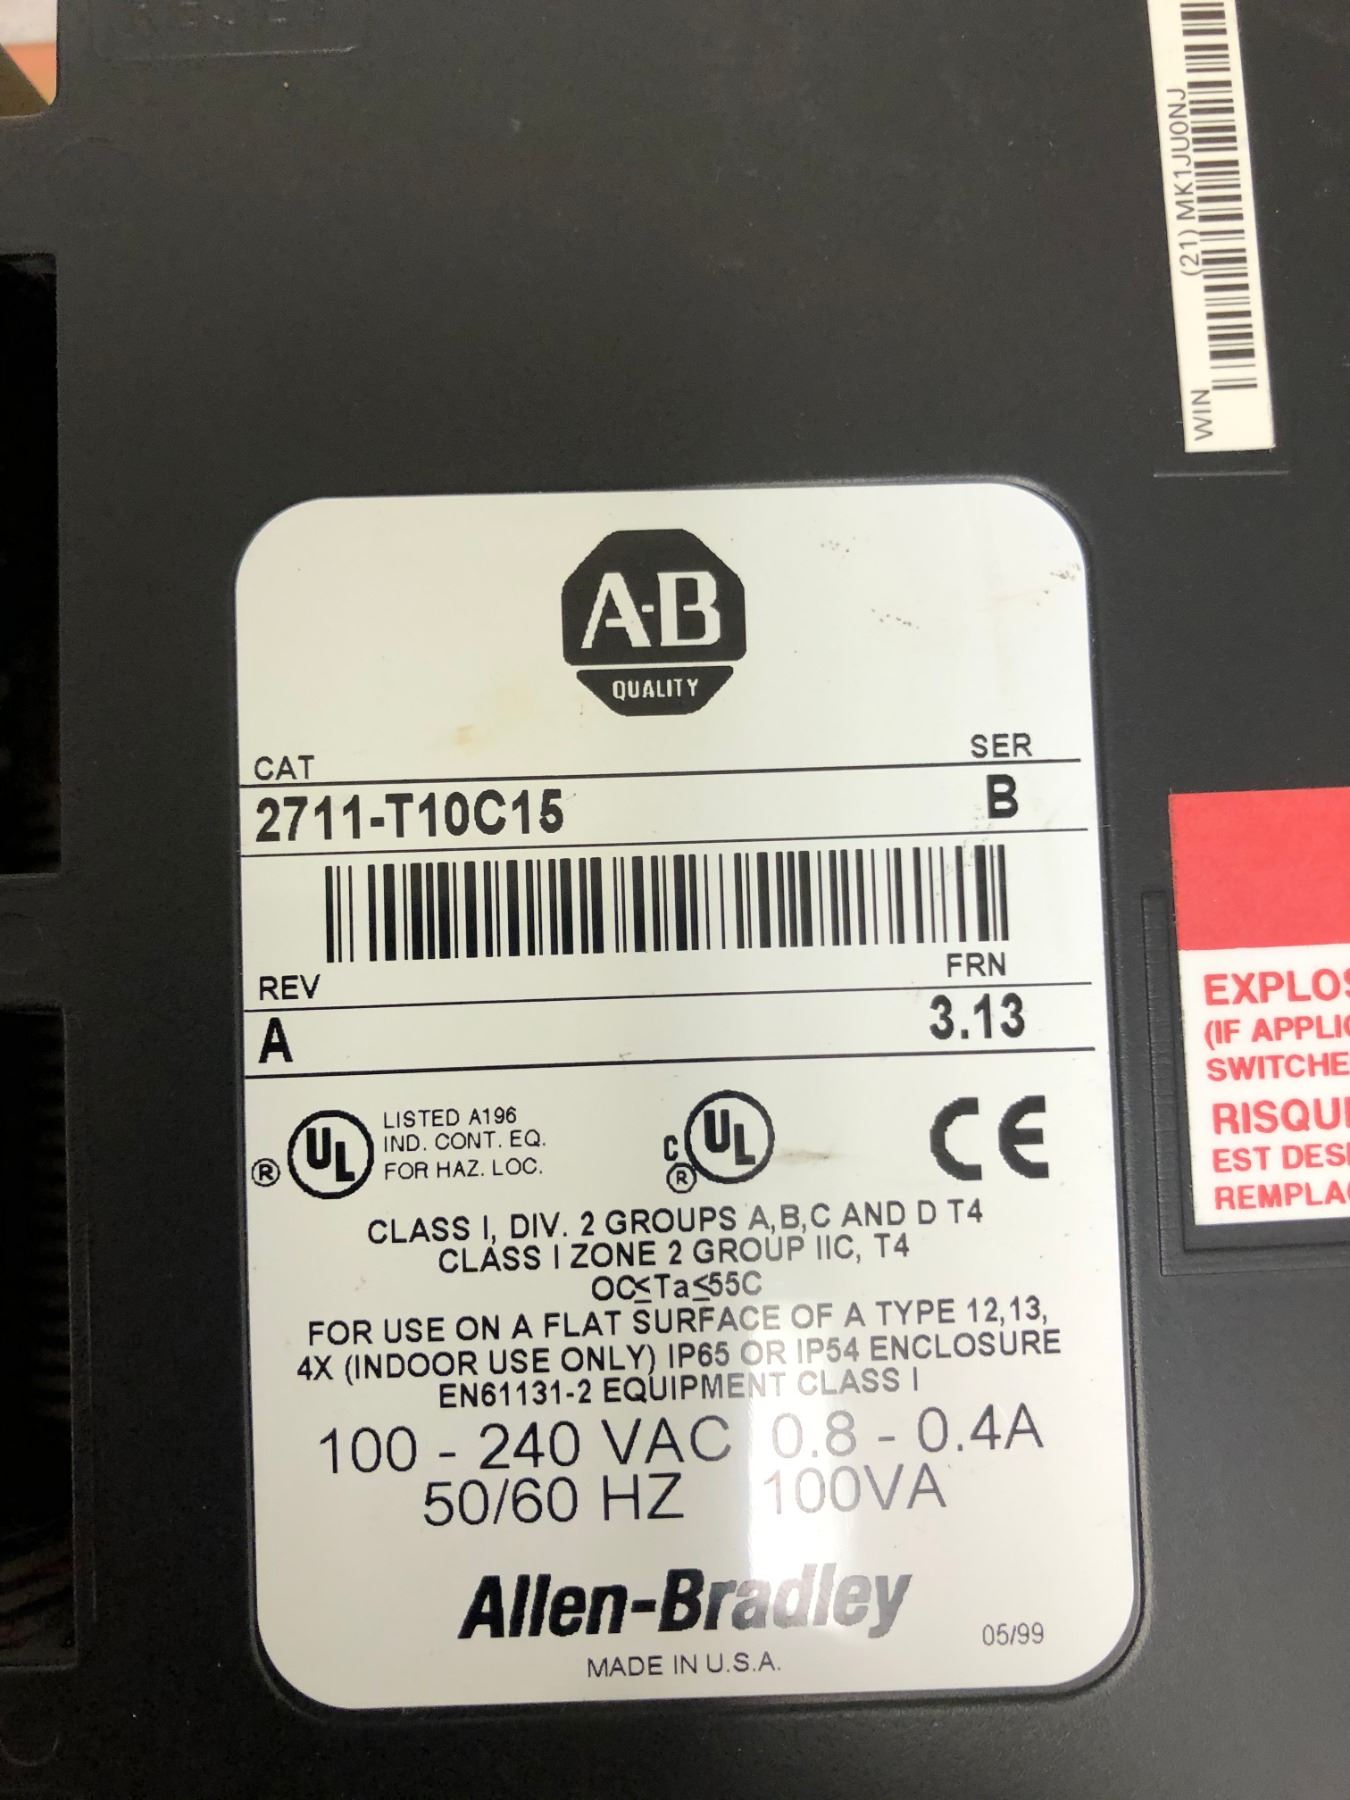 RESET
(21) MK1JU0NJ
WIN
A-B
QUALITY
CAT
SER
2711-T10C15
B
REV
FRN
A
3.13
® UL
LISTED A196
IND. CONT. EQ.
FOR HAZ. LOC.
C UL ®
CE
CLASS I, DIV. 2 GROUPS A,B,C AND D T4
CLASS I ZONE 2 GROUP IIC, T4
OC≤Ta≤55C
FOR USE ON A FLAT SURFACE OF A TYPE 12,13,
4X (INDOOR USE ONLY) IP65 OR IP54 ENCLOSURE
EN61131-2 EQUIPMENT CLASS I
100 - 240 VAC 0.8 - 0.4A
50/60 HZ 100VA
Allen-Bradley
MADE IN U.S.A.
05/99
EXPLOS
(IF APPLIC
SWITCHE
RISQU
EST DES
REMPLA